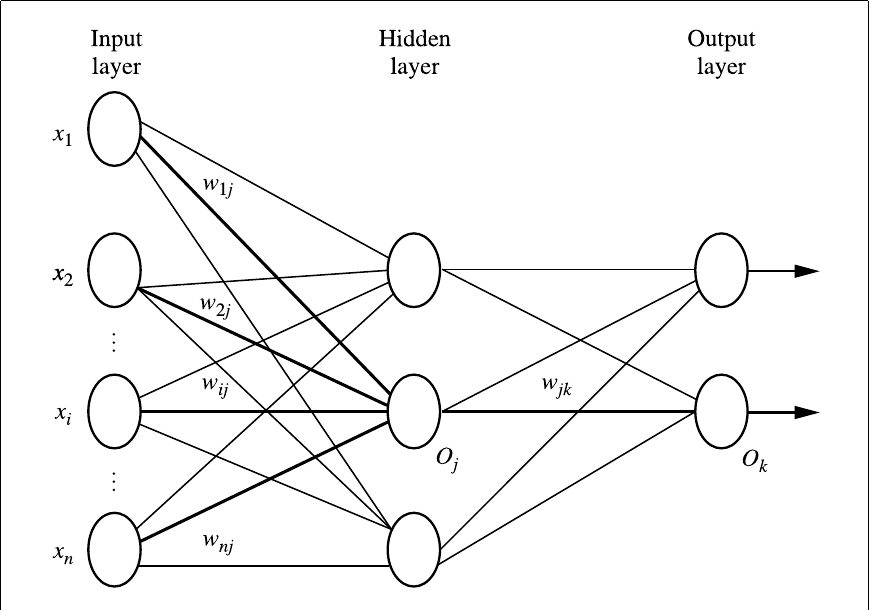 Input layer
Hidden layer
Output layer
x1
w1j
x2
w2j
⋮
wij
wjk
xi
Oj
Ok
⋮
wnj
xn